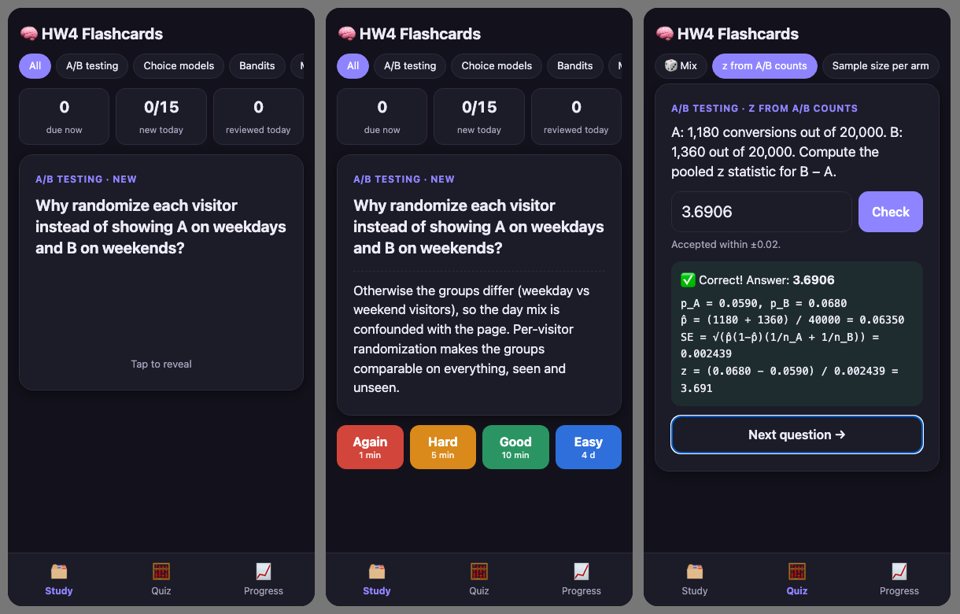 HW4 Flashcards
All
A/B testing
Choice models
Bandits
0
due now
0/15
new today
0
reviewed today
A/B TESTING · NEW
Why randomize each visitor
instead of showing A on weekdays
and B on weekends?
Tap to reveal
Study
Quiz
Progress
HW4 Flashcards
All
A/B testing
Choice models
Bandits
0
due now
0/15
new today
0
reviewed today
A/B TESTING · NEW
Why randomize each visitor
instead of showing A on weekdays
and B on weekends?
Otherwise the groups differ (weekday vs
weekend visitors), so the day mix is
confounded with the page. Per-visitor
randomization makes the groups
comparable on everything, seen and
unseen.
Again
1 min
Hard
5 min
Good
10 min
Easy
4 d
Study
Quiz
Progress
HW4 Flashcards
Mix
z from A/B counts
Sample size per arm
A/B TESTING · Z FROM A/B COUNTS
A: 1,180 conversions out of 20,000. B:
1,360 out of 20,000. Compute the
pooled z statistic for B − A.
3.6906
Check
Accepted within ±0.02.
✅ Correct! Answer: 3.6906
p_A = 0.0590, p_B = 0.0680
p̂ = (1180 + 1360) / 40000 = 0.06350
SE = √(p̂(1−p̂)(1/n_A + 1/n_B)) =
0.002439
z = (0.0680 − 0.0590) / 0.002439 =
3.691
Next question →
Study
Quiz
Progress